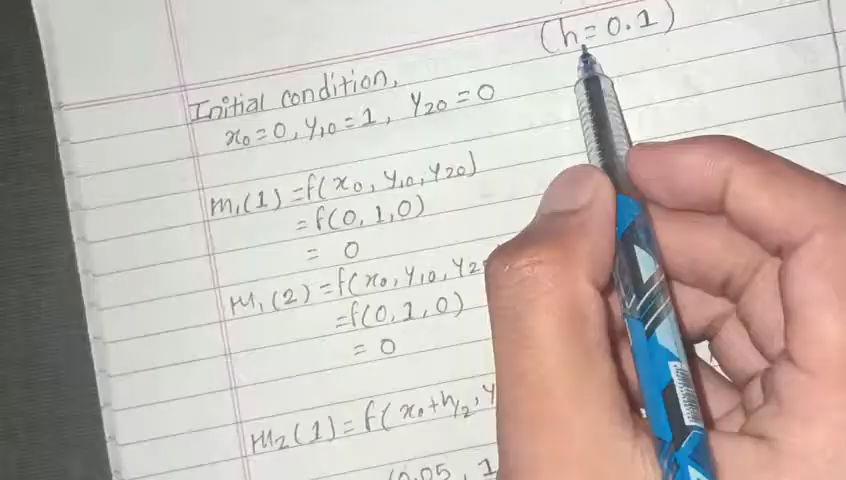 (h=0.1)
Initial condition,
x₀=0, y₁₀=1, y₂₀=0
m₁(1) =f(x₀, y₁₀, y₂₀)
=f(0, 1, 0)
= 0
m₁(2) =f(x₀, y₁₀, y₂
=f(0, 1, 0)
= 0
m₂(1)= f(x₀+h/2, y
(0.05, 1